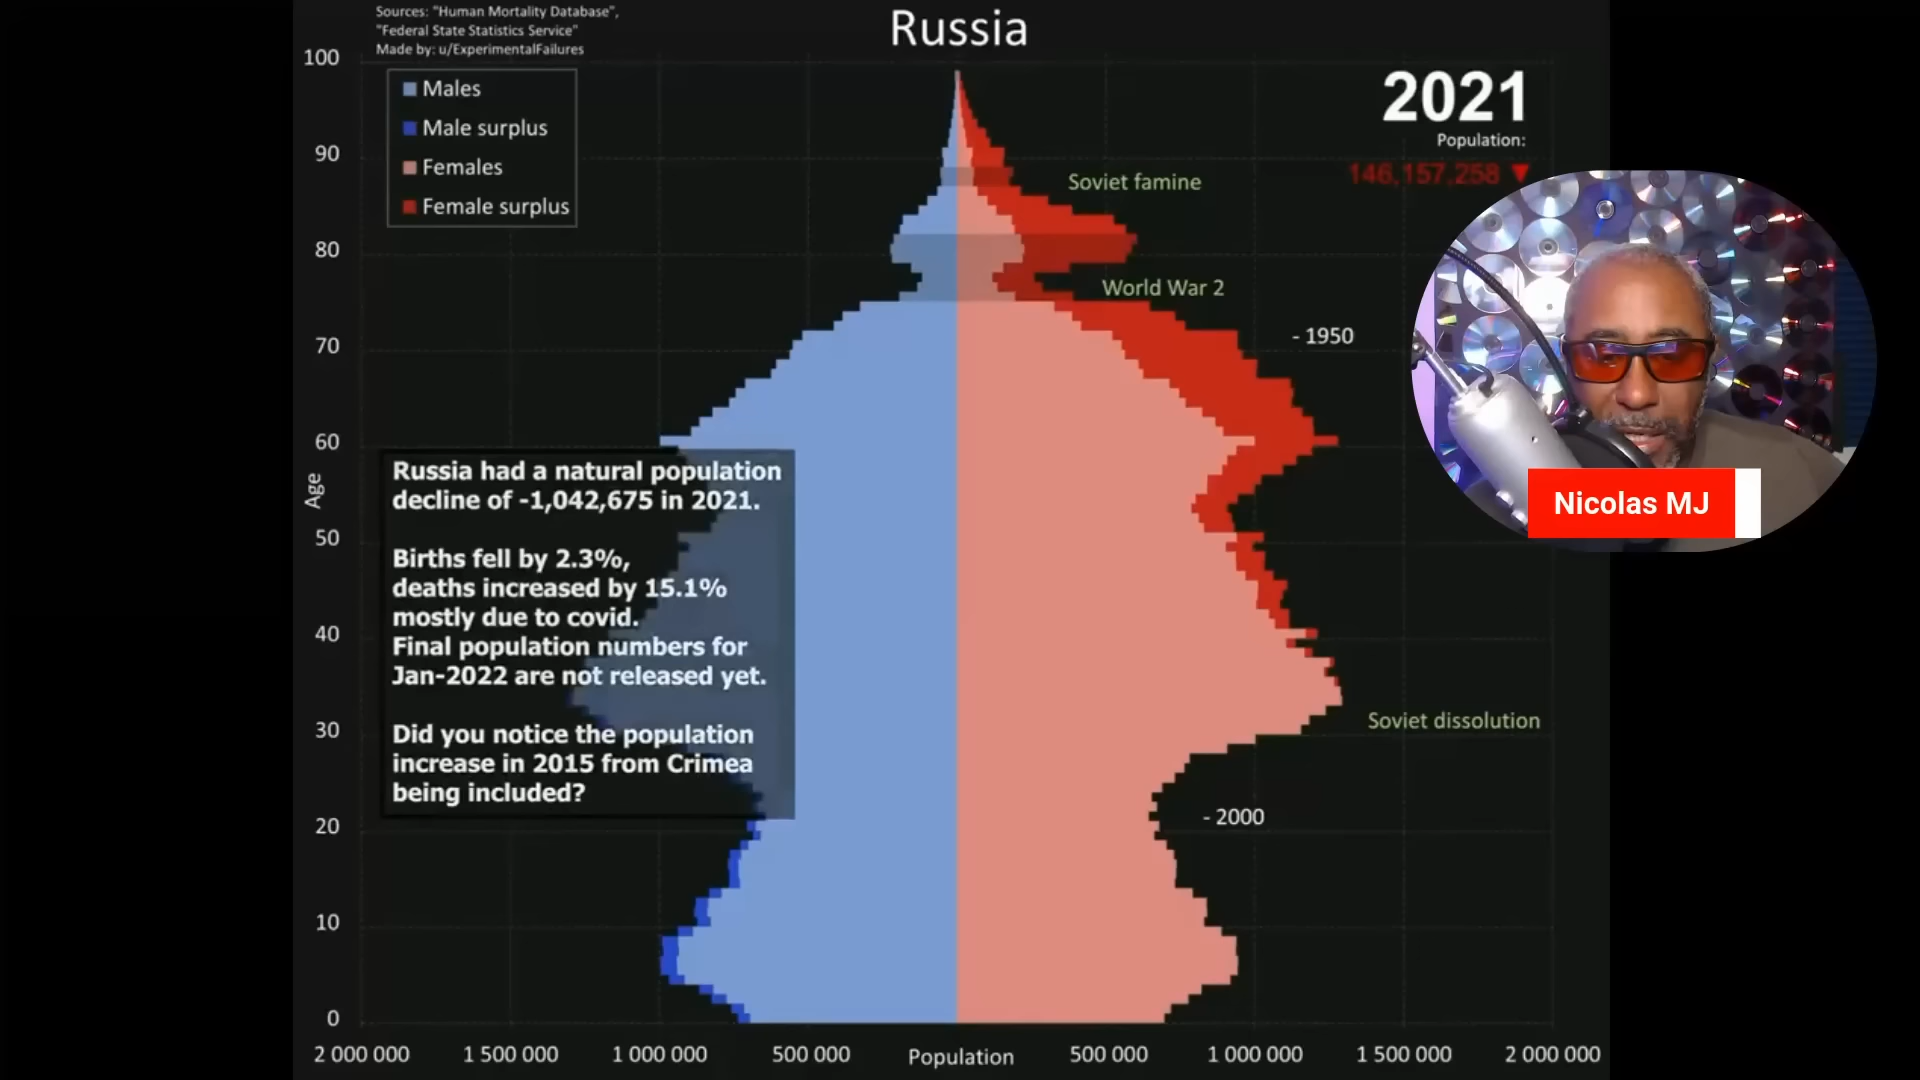 Sources: "Human Mortality Database",
"Federal State Statistics Service"
Made by: u/ExperimentalFailures
Russia
2021
Population:
146,157,258 ▼
Males
Male surplus
Females
Female surplus
100
90
80
70
60
50
40
30
20
10
0
Age
Soviet famine
World War 2
- 1950
Soviet dissolution
- 2000
Russia had a natural population
decline of -1,042,675 in 2021.
Births fell by 2.3%,
deaths increased by 15.1%
mostly due to covid.
Final population numbers for
Jan-2022 are not released yet.
Did you notice the population
increase in 2015 from Crimea
being included?
Nicolas MJ
2 000 000 1 500 000 1 000 000 500 000 Population 500 000 1 000 000 1 500 000 2 000 000